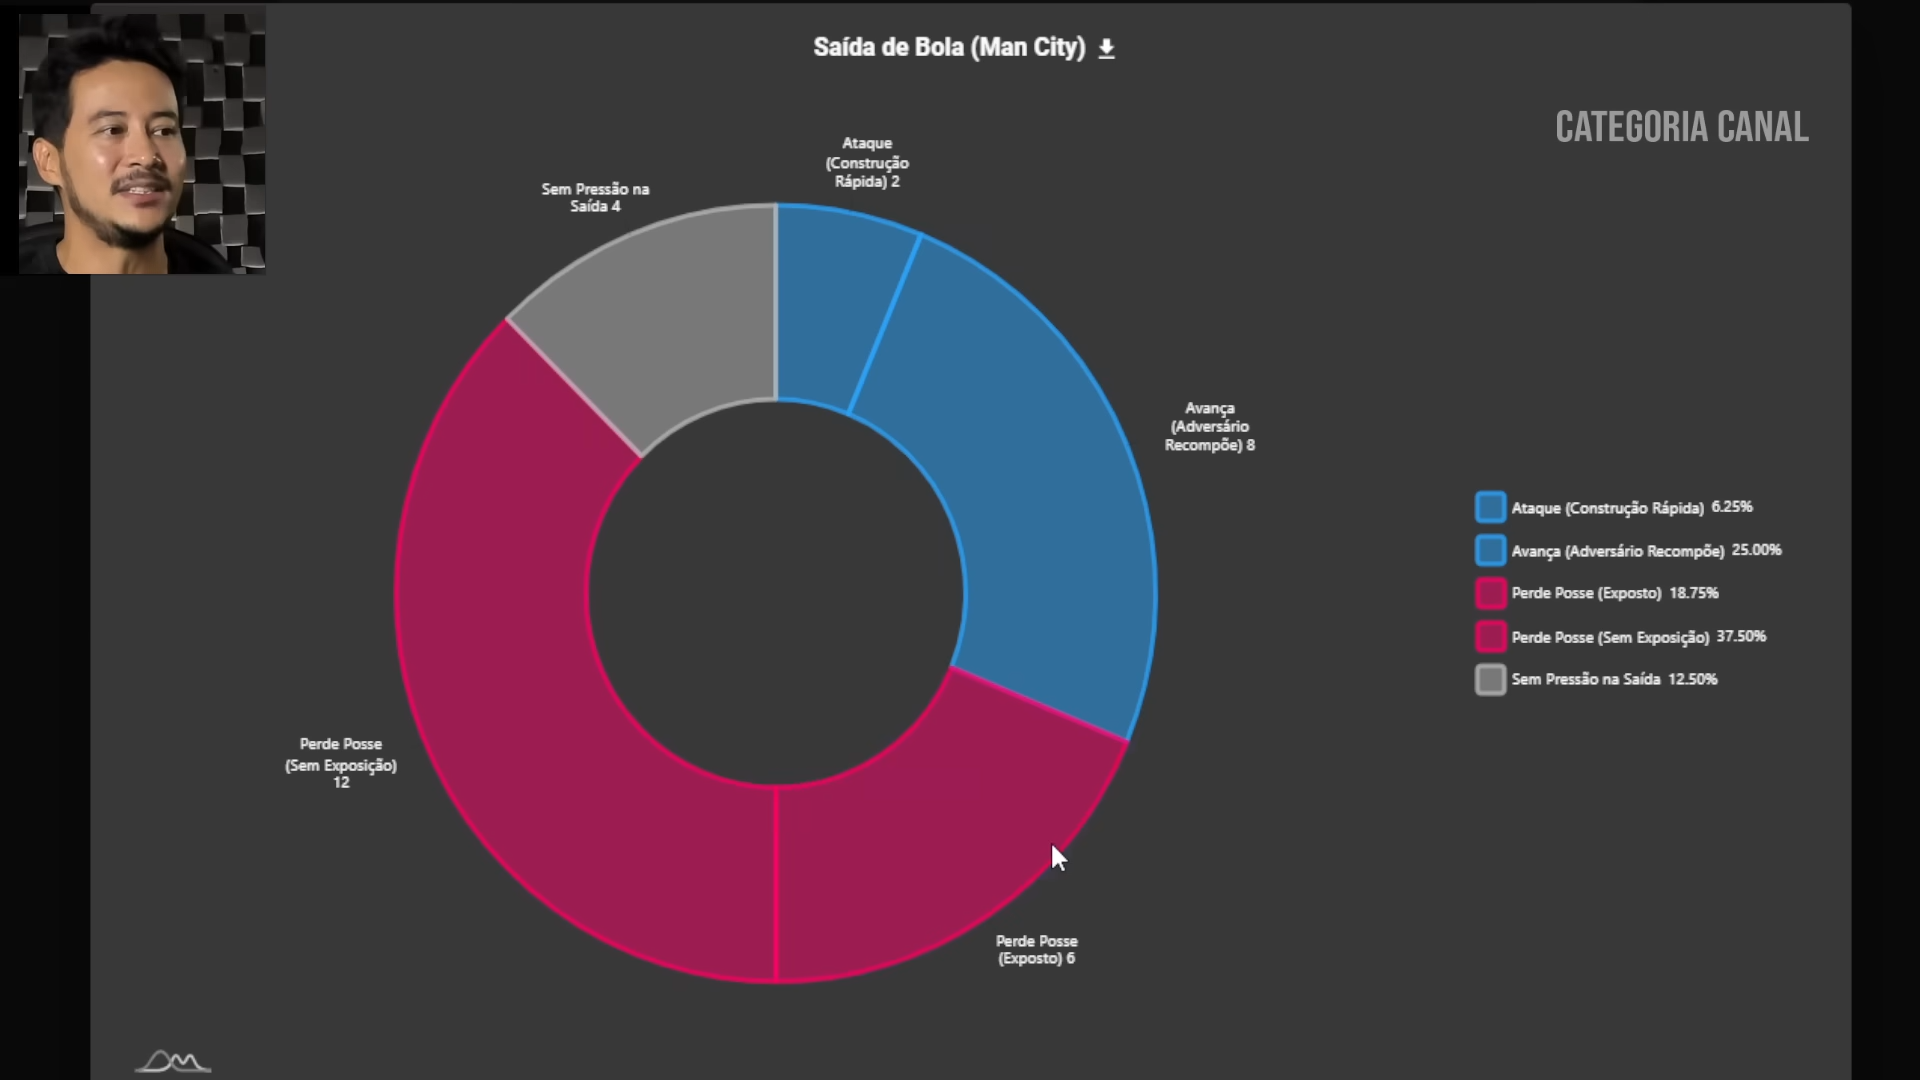 Saída de Bola (Man City)
CATEGORIA CANAL
Ataque
(Construção
Rápida) 2
Sem Pressão na
Saída 4
Avança
(Adversário
Recompõe) 8
Ataque (Construção Rápida) 6.25%
Avança (Adversário Recompõe) 25.00%
Perde Posse (Exposto) 18.75%
Perde Posse (Sem Exposição) 37.50%
Sem Pressão na Saída 12.50%
Perde Posse
(Sem Exposição)
12
Perde Posse
(Exposto) 6